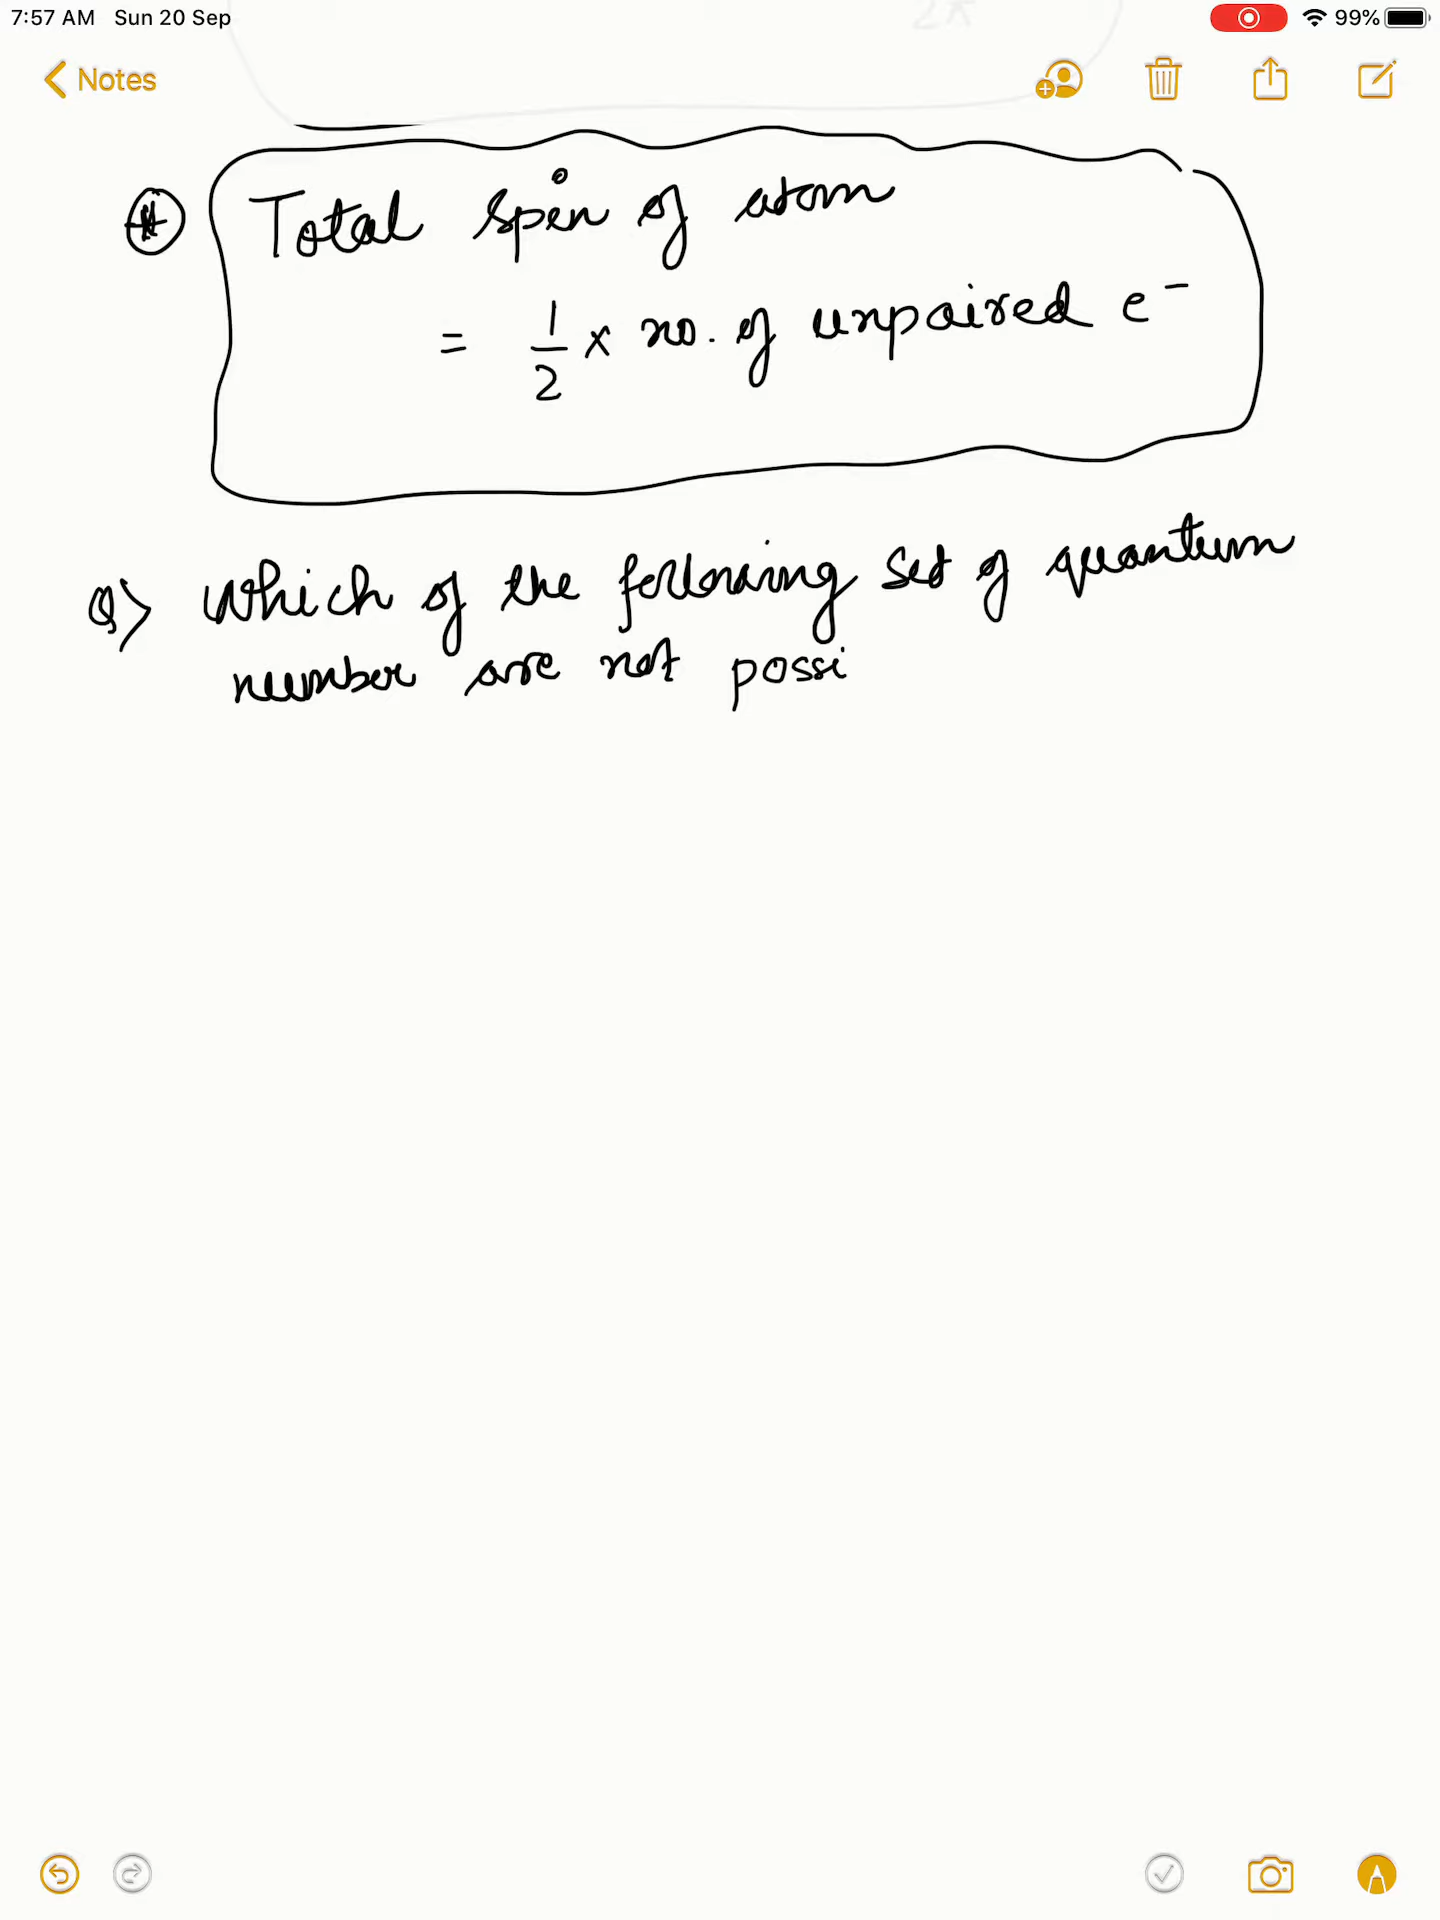 7:57 AM Sun 20 Sep
99%
Notes
Total spin of atom
= 1/2 × no. of unpaired e⁻
Q> Which of the following set of quantum
number are not possi